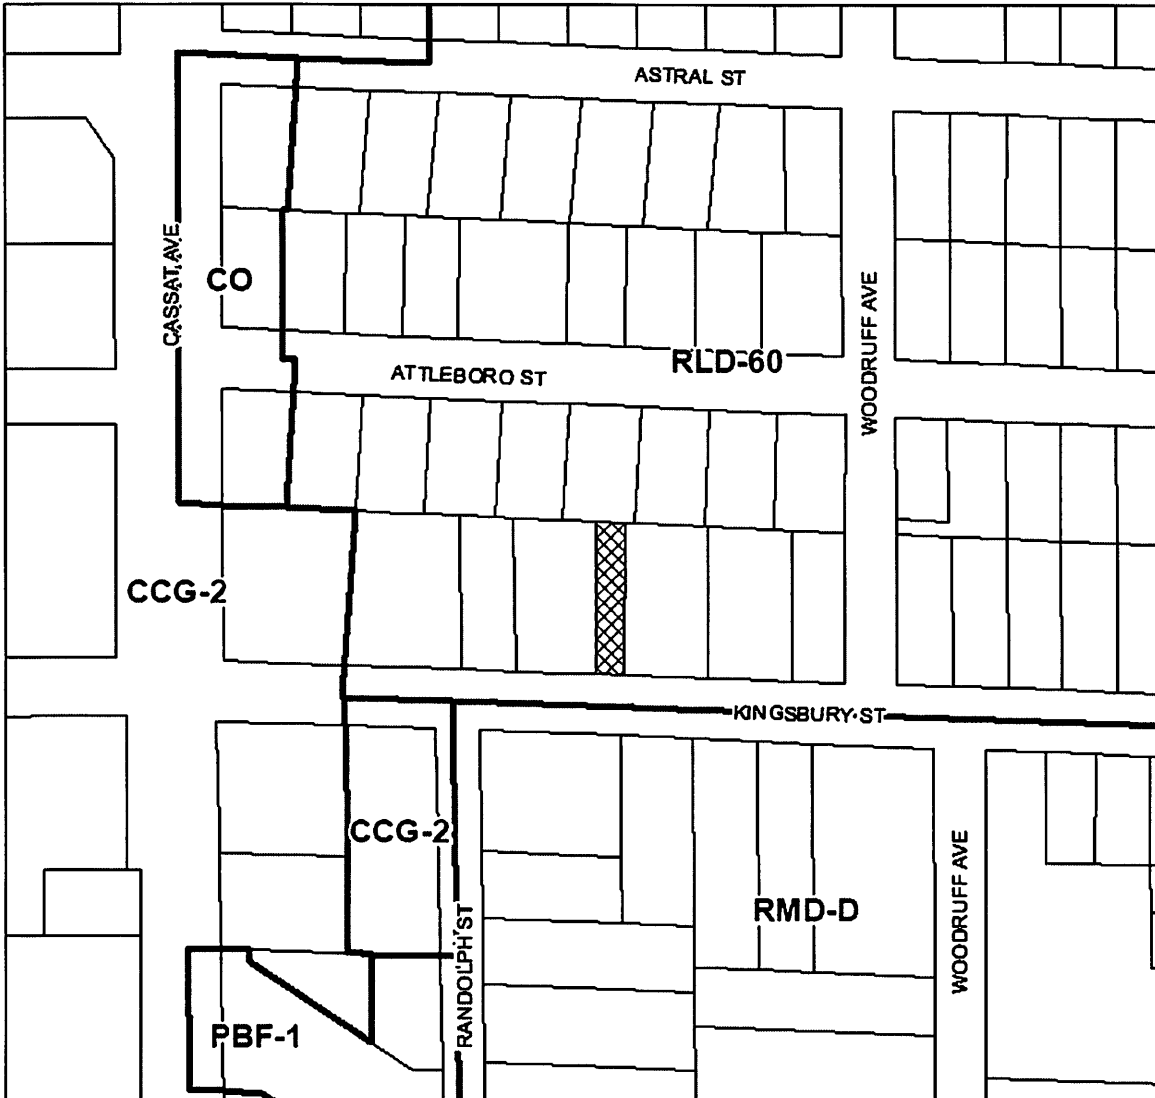 ASTRAL ST
CASSAT AVE
CO
WOODRUFF AVE
RLD-60
ATTLEBORO ST
CCG-2
KINGSBURY ST
CCG-2
RMD-D
WOODRUFF AVE
RANDOLPH ST
PBF-1